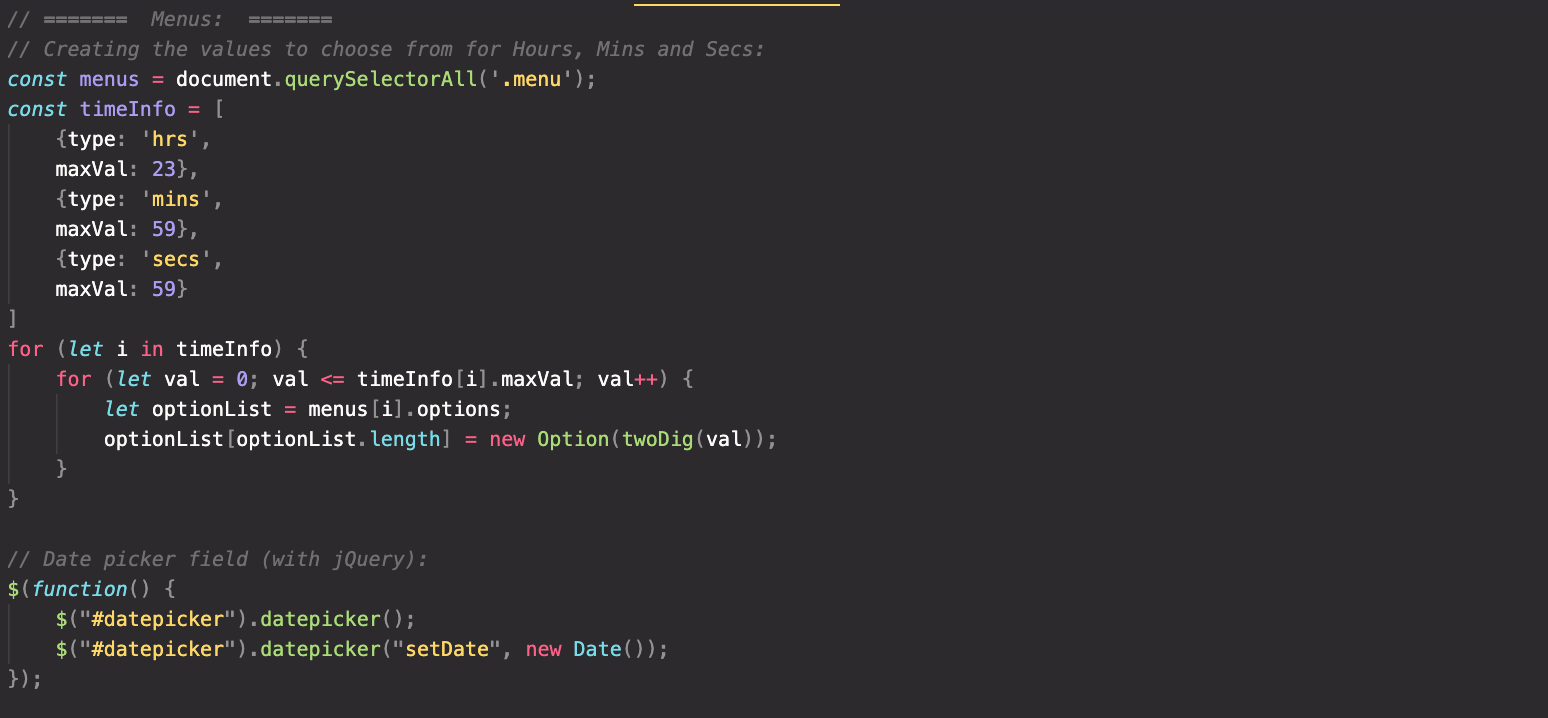 // =======  Menus:  =======
// Creating the values to choose from for Hours, Mins and Secs:
const menus = document.querySelectorAll('.menu');
const timeInfo = [
    {type: 'hrs',
    maxVal: 23},
    {type: 'mins',
    maxVal: 59},
    {type: 'secs',
    maxVal: 59}
]
for (let i in timeInfo) {
    for (let val = 0; val <= timeInfo[i].maxVal; val++) {
        let optionList = menus[i].options;
        optionList[optionList.length] = new Option(twoDig(val));
    }
}

// Date picker field (with jQuery):
$(function() {
    $("#datepicker").datepicker();
    $("#datepicker").datepicker("setDate", new Date());
});